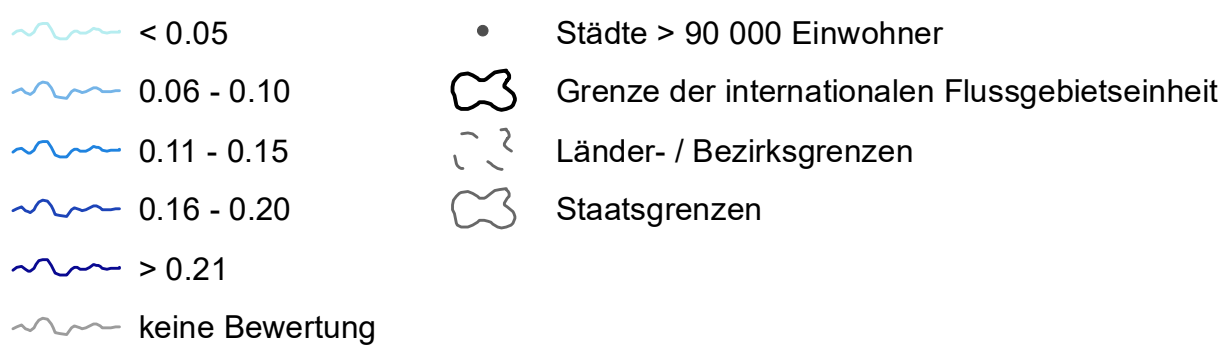 < 0.05
0.06 - 0.10
0.11 - 0.15
0.16 - 0.20
> 0.21
keine Bewertung
Städte > 90 000 Einwohner
Grenze der internationalen Flussgebietseinheit
Länder- / Bezirksgrenzen
Staatsgrenzen